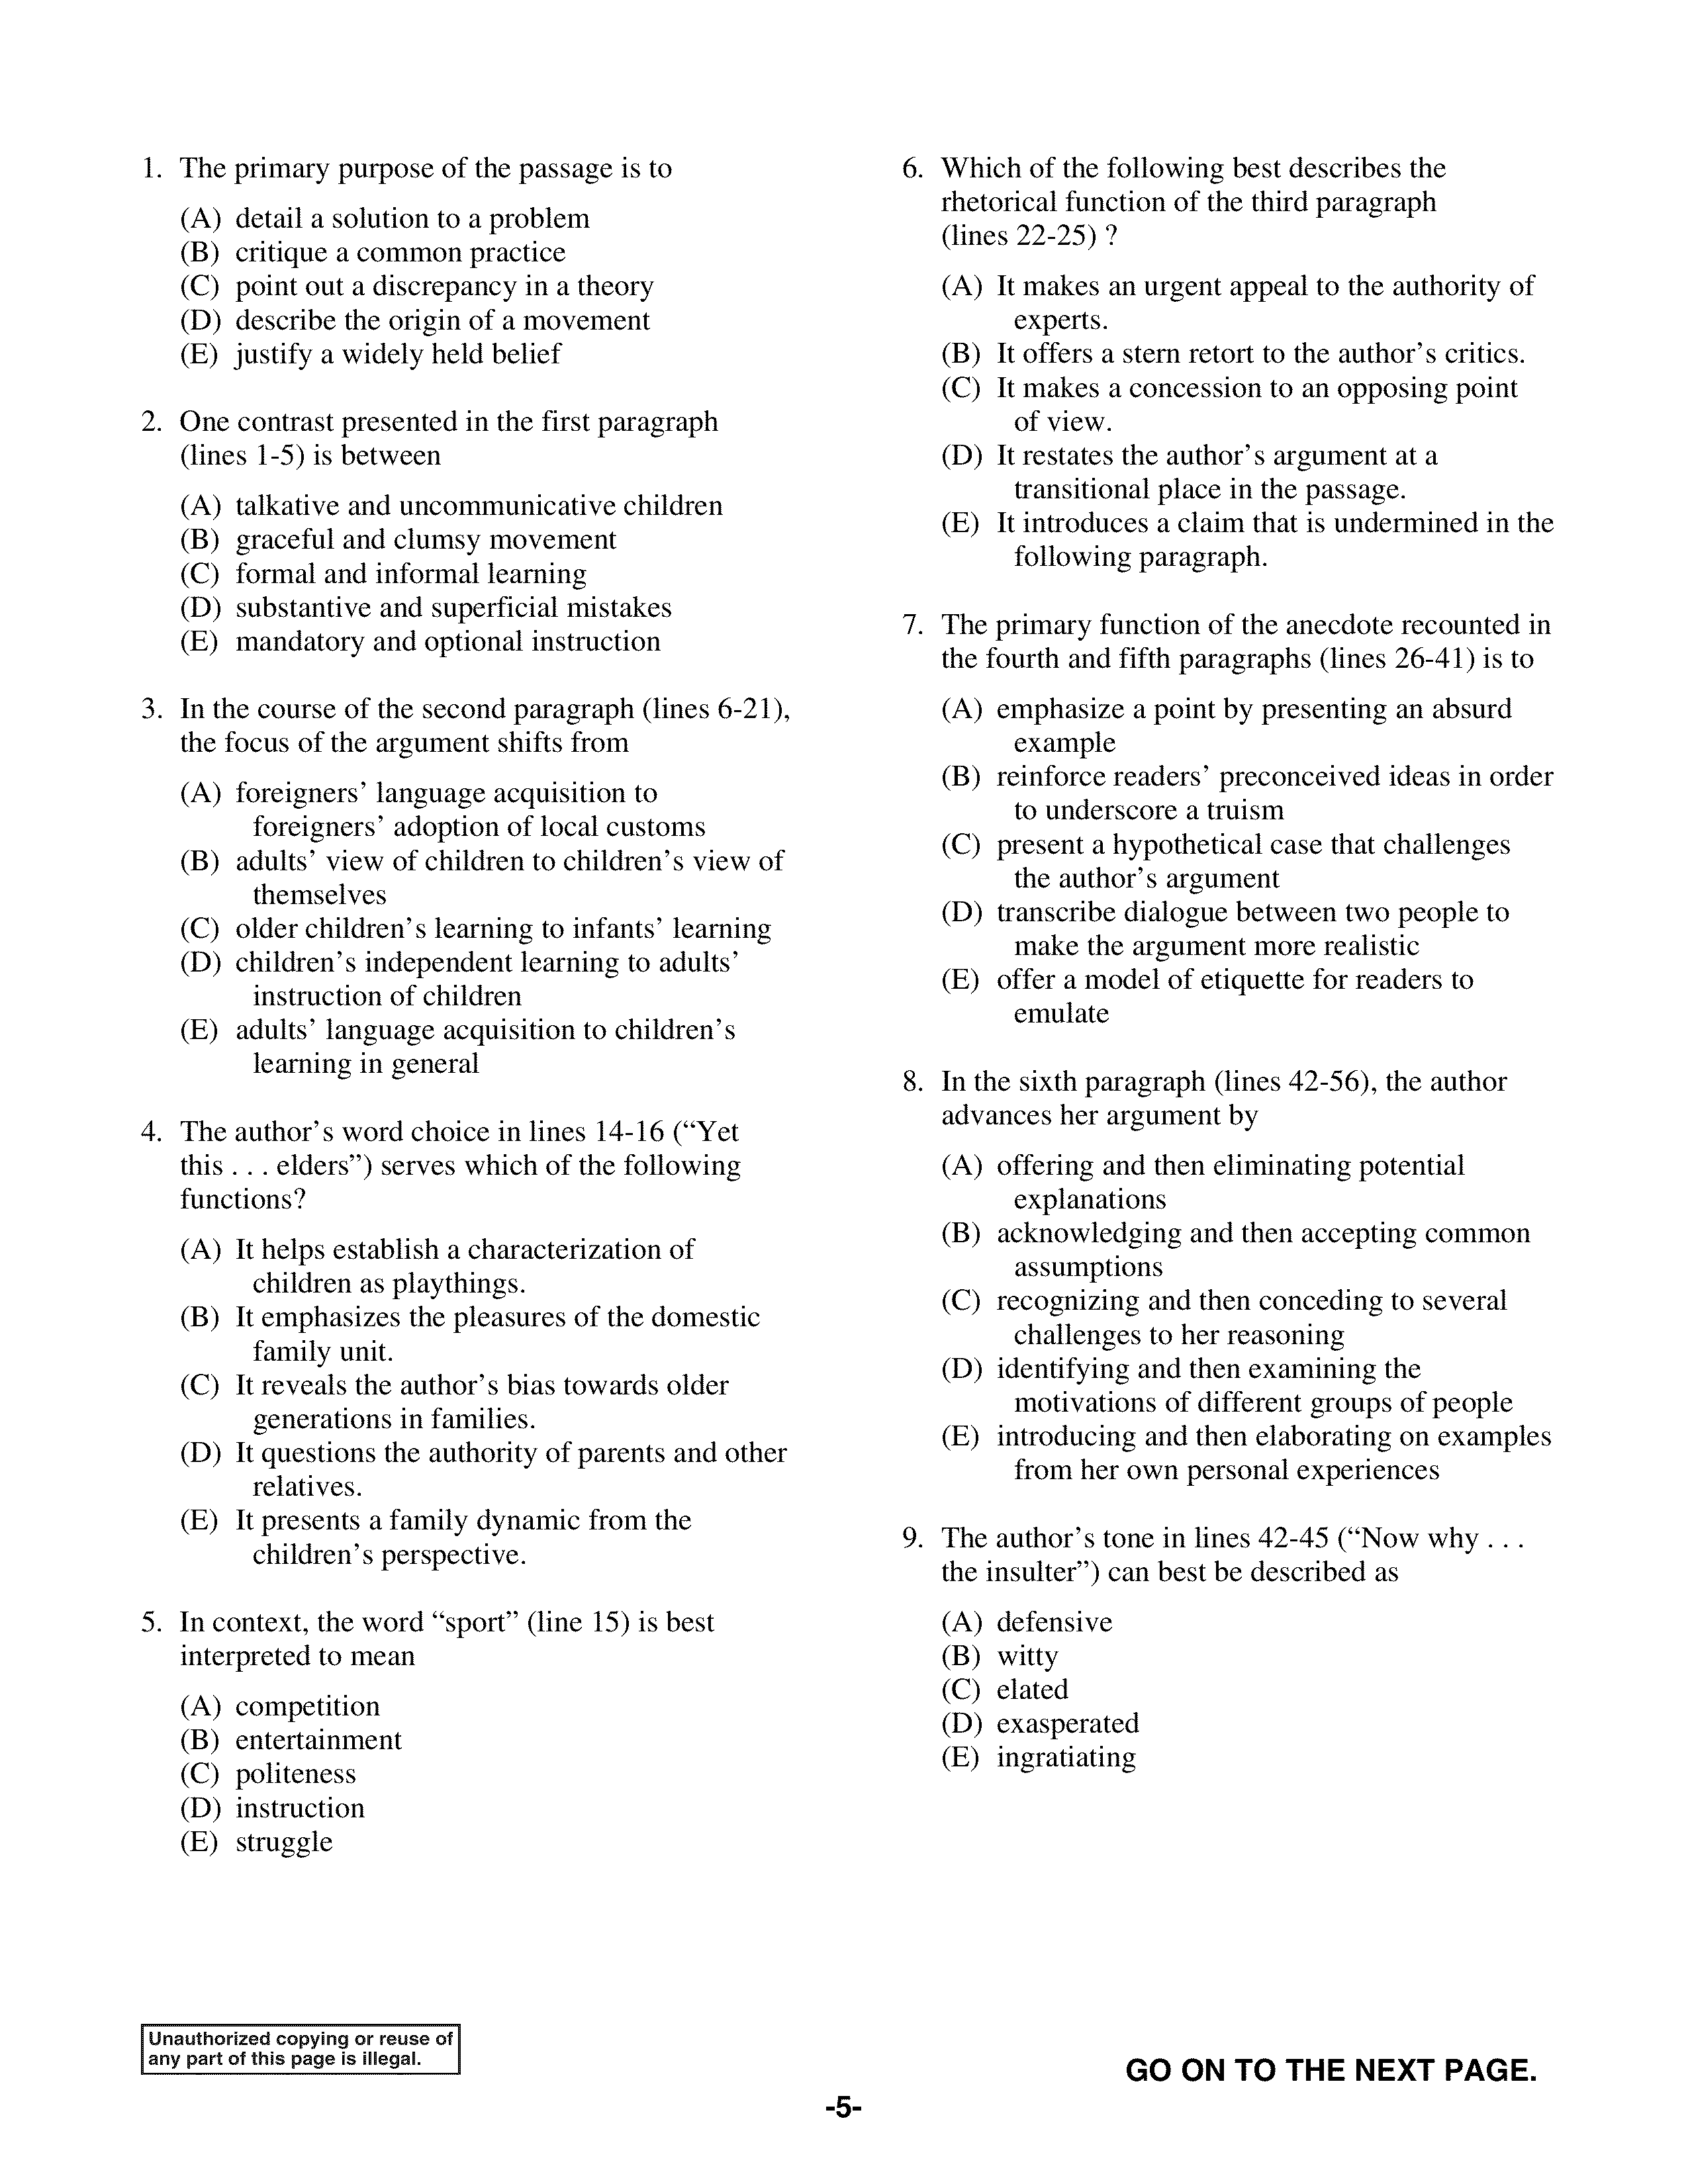 1. The primary purpose of the passage is to
(A) detail a solution to a problem
(B) critique a common practice
(C) point out a discrepancy in a theory
(D) describe the origin of a movement
(E) justify a widely held belief
2. One contrast presented in the first paragraph
(lines 1-5) is between
(A) talkative and uncommunicative children
(B) graceful and clumsy movement
(C) formal and informal learning
(D) substantive and superficial mistakes
(E) mandatory and optional instruction
3. In the course of the second paragraph (lines 6-21),
the focus of the argument shifts from
(A) foreigners’ language acquisition to
foreigners’ adoption of local customs
(B) adults’ view of children to children’s view of
themselves
(C) older children’s learning to infants’ learning
(D) children’s independent learning to adults’
instruction of children
(E) adults’ language acquisition to children’s
learning in general
4. The author’s word choice in lines 14-16 (“Yet
this . . . elders”) serves which of the following
functions?
(A) It helps establish a characterization of
children as playthings.
(B) It emphasizes the pleasures of the domestic
family unit.
(C) It reveals the author’s bias towards older
generations in families.
(D) It questions the authority of parents and other
relatives.
(E) It presents a family dynamic from the
children’s perspective.
5. In context, the word “sport” (line 15) is best
interpreted to mean
(A) competition
(B) entertainment
(C) politeness
(D) instruction
(E) struggle
6. Which of the following best describes the
rhetorical function of the third paragraph
(lines 22-25) ?
(A) It makes an urgent appeal to the authority of
experts.
(B) It offers a stern retort to the author’s critics.
(C) It makes a concession to an opposing point
of view.
(D) It restates the author’s argument at a
transitional place in the passage.
(E) It introduces a claim that is undermined in the
following paragraph.
7. The primary function of the anecdote recounted in
the fourth and fifth paragraphs (lines 26-41) is to
(A) emphasize a point by presenting an absurd
example
(B) reinforce readers’ preconceived ideas in order
to underscore a truism
(C) present a hypothetical case that challenges
the author’s argument
(D) transcribe dialogue between two people to
make the argument more realistic
(E) offer a model of etiquette for readers to
emulate
8. In the sixth paragraph (lines 42-56), the author
advances her argument by
(A) offering and then eliminating potential
explanations
(B) acknowledging and then accepting common
assumptions
(C) recognizing and then conceding to several
challenges to her reasoning
(D) identifying and then examining the
motivations of different groups of people
(E) introducing and then elaborating on examples
from her own personal experiences
9. The author’s tone in lines 42-45 (“Now why . . .
the insulter”) can best be described as
(A) defensive
(B) witty
(C) elated
(D) exasperated
(E) ingratiating
Unauthorized copying or reuse of
any part of this page is illegal.
GO ON TO THE NEXT PAGE.
-5-